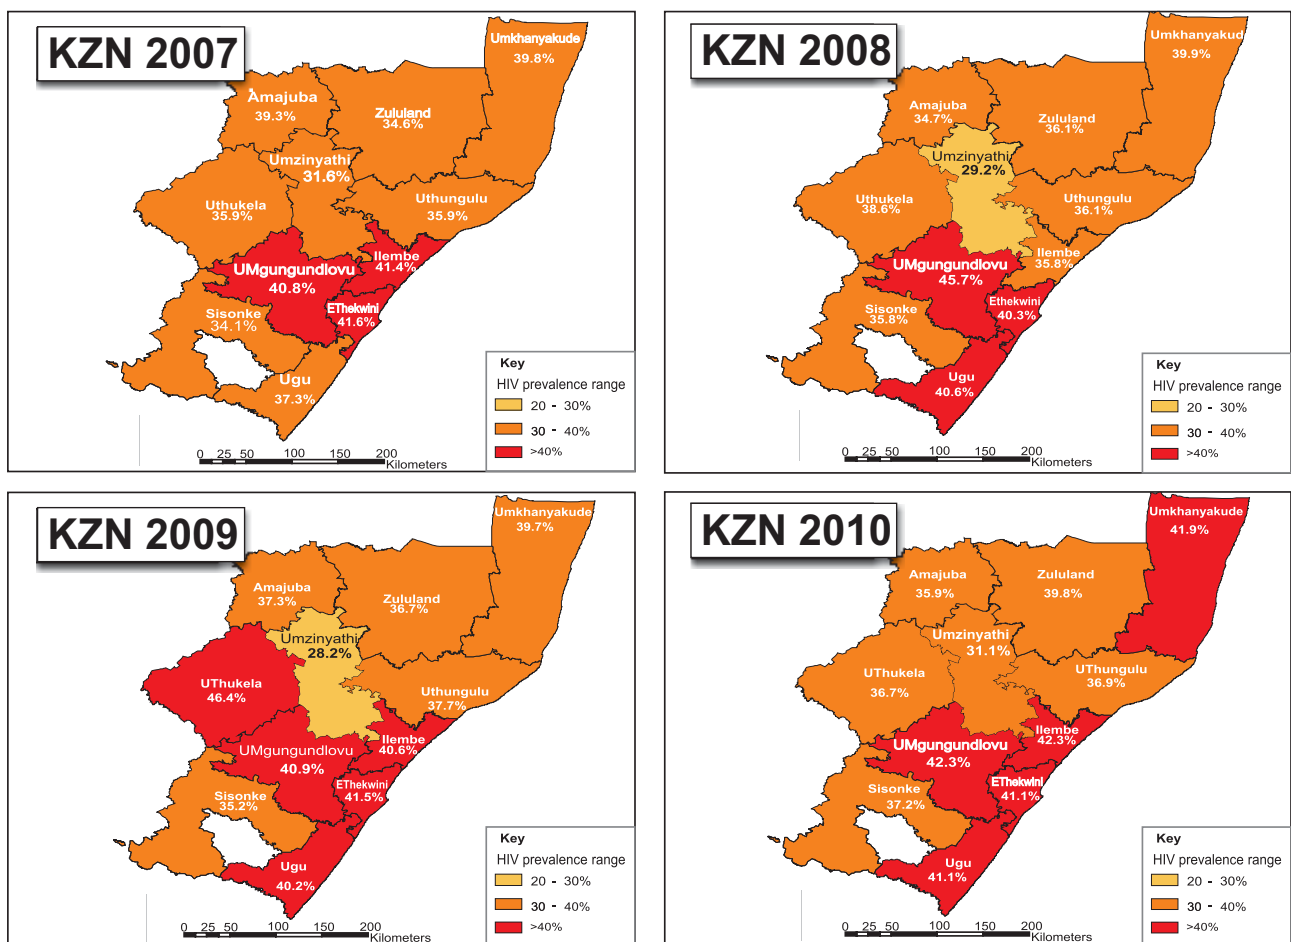 KZN 2007
Umkhanyakude
39.8%
Amajuba
39.3%
Zululand
34.6%
Umzinyathi
31.6%
Uthukela
35.9%
Uthungulu
35.9%
Ilembe
41.4%
UMgungundlovu
40.8%
EThekwini
41.6%
Sisonke
34.1%
Ugu
37.3%
Key
HIV prevalence range
20 - 30%
30 - 40%
>40%
0 25 50 100 150 200
Kilometers
KZN 2008
Umkhanyakud
39.9%
Amajuba
34.7%
Zululand
36.1%
Umzinyathi
29.2%
Uthukela
38.6%
Uthungulu
36.1%
Ilembe
35.8%
UMgungundlovu
45.7%
Ethekwini
40.3%
Sisonke
35.8%
Ugu
40.6%
Key
HIV prevalence range
20 - 30%
30 - 40%
>40%
0 25 50 100 150 200
Kilometers
KZN 2009
Umkhanyakude
39.7%
Amajuba
37.3%
Zululand
36.7%
Umzinyathi
28.2%
UThukela
46.4%
Uthungulu
37.7%
Ilembe
40.6%
UMgungundlovu
40.9%
EThekwini
41.5%
Sisonke
35.2%
Ugu
40.2%
Key
HIV prevalence range
20 - 30%
30 - 40%
>40%
0 25 50 100 150 200
Kilometers
KZN 2010
Umkhanyakude
41.9%
Amajuba
35.9%
Zululand
39.8%
Umzinyathi
31.1%
UThukela
36.7%
UThungulu
36.9%
Ilembe
42.3%
UMgungundlovu
42.3%
EThekwini
41.1%
Sisonke
37.2%
Ugu
41.1%
Key
HIV prevalence range
20 - 30%
30 - 40%
>40%
0 25 50 100 150 200
Kilometers